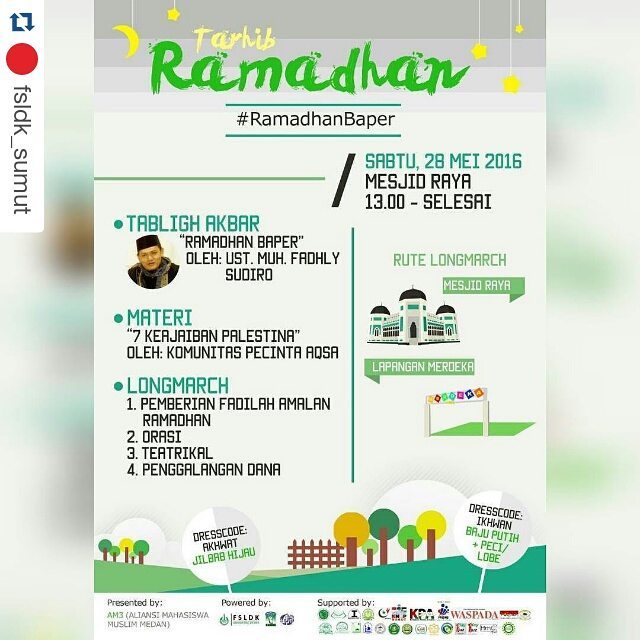 fsldk_sumut
Tarhib
Ramadhan
#RamadhanBaper
SABTU, 28 MEI 2016
MESJID RAYA
13.00 - SELESAI
TABLIGH AKBAR
"RAMADHAN BAPER"
OLEH: UST. MUH. FADHLY
SUDIRO
MATERI
"7 KEAJAIBAN PALESTINA"
OLEH: KOMUNITAS PECINTA AQSA
LONGMARCH
1. PEMBERIAN FADILAH AMALAN
RAMADHAN
2. ORASI
3. TEATRIKAL
4. PENGGALANGAN DANA
RUTE LONGMARCH
MESJID RAYA
LAPANGAN MERDEKA
DRESSCODE:
AKHWAT
JILBAB HIJAU
DRESSCODE:
IKHWAN
BAJU PUTIH
+ PECI/
LOBE
Presented by:
AM3 (ALIANSI MAHASISWA
MUSLIM MEDAN)
Powered by:
FSLDK
Supported by:
WASPADA